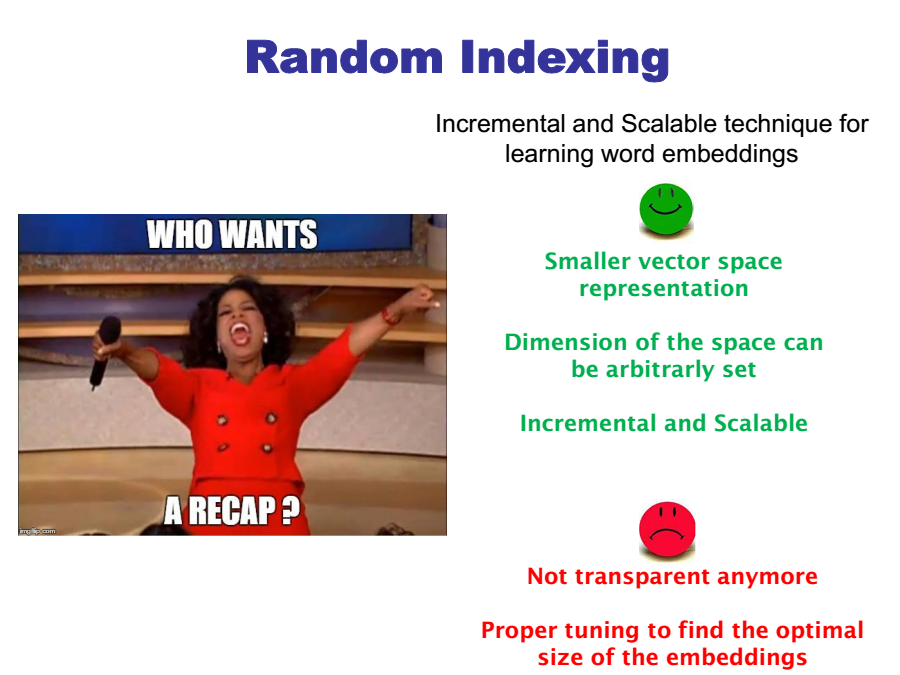 Random Indexing
Incremental and Scalable technique for
learning word embeddings
WHO WANTS
A RECAP ?
imgflip.com
Smaller vector space
representation
Dimension of the space can
be arbitrarly set
Incremental and Scalable
Not transparent anymore
Proper tuning to find the optimal
size of the embeddings